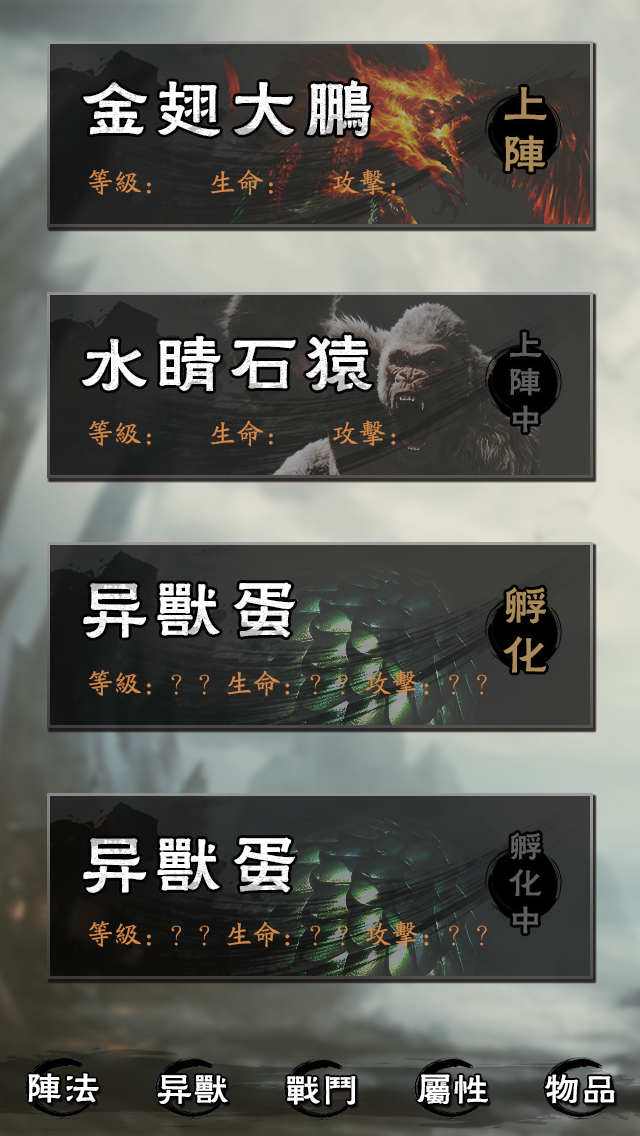 金翅大鵬
上陣
等級： 生命： 攻擊：
水睛石猿
上陣中
等級： 生命： 攻擊：
异獸蛋
孵化
等級：？？生命：？？攻擊：？？
异獸蛋
孵化中
等級：？？生命：？？攻擊：？？
陣法 异獸 戰鬥 屬性 物品